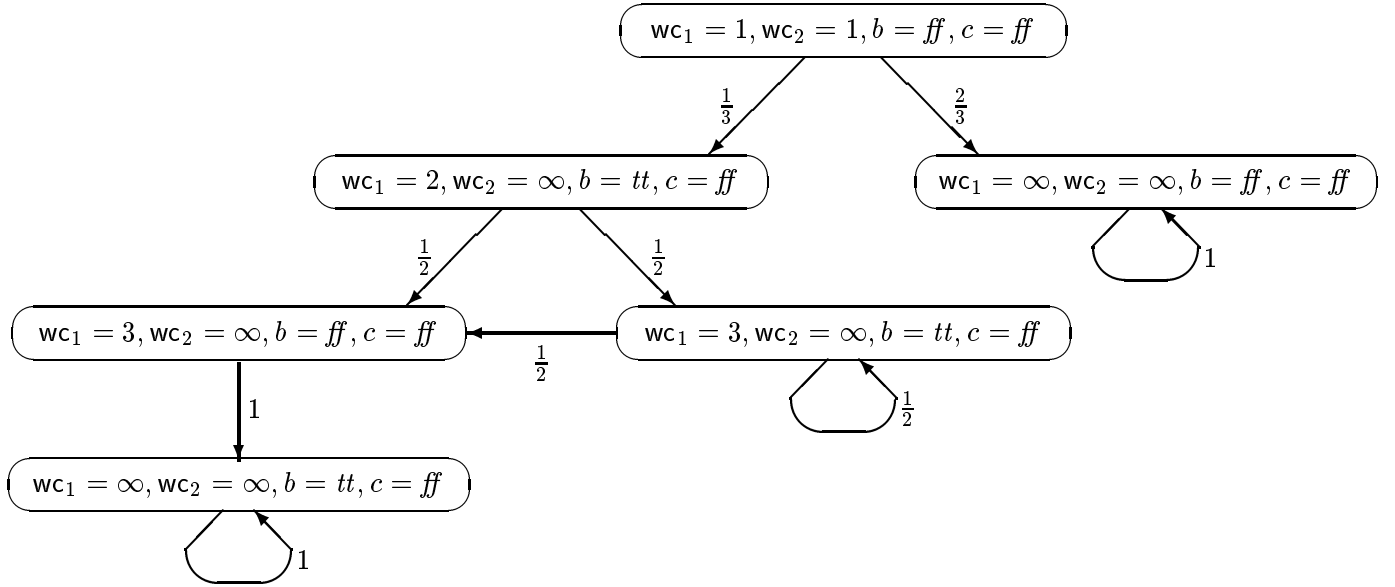 wc₁ = 1, wc₂ = 1, b = ff, c = ff
1/3
2/3
wc₁ = 2, wc₂ = ∞, b = tt, c = ff
wc₁ = ∞, wc₂ = ∞, b = ff, c = ff
1/2
1/2
1
wc₁ = 3, wc₂ = ∞, b = ff, c = ff
wc₁ = 3, wc₂ = ∞, b = tt, c = ff
1/2
1/2
1
wc₁ = ∞, wc₂ = ∞, b = tt, c = ff
1